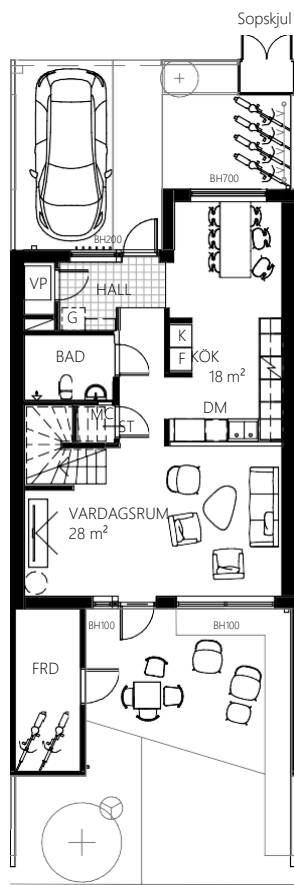 Sopskjul
BH700
BH200
VP
HALL
G
K
BAD
F
KÖK
18 m²
MC
DM
ST
VARDAGSRUM
28 m²
BH100
BH100
FRD